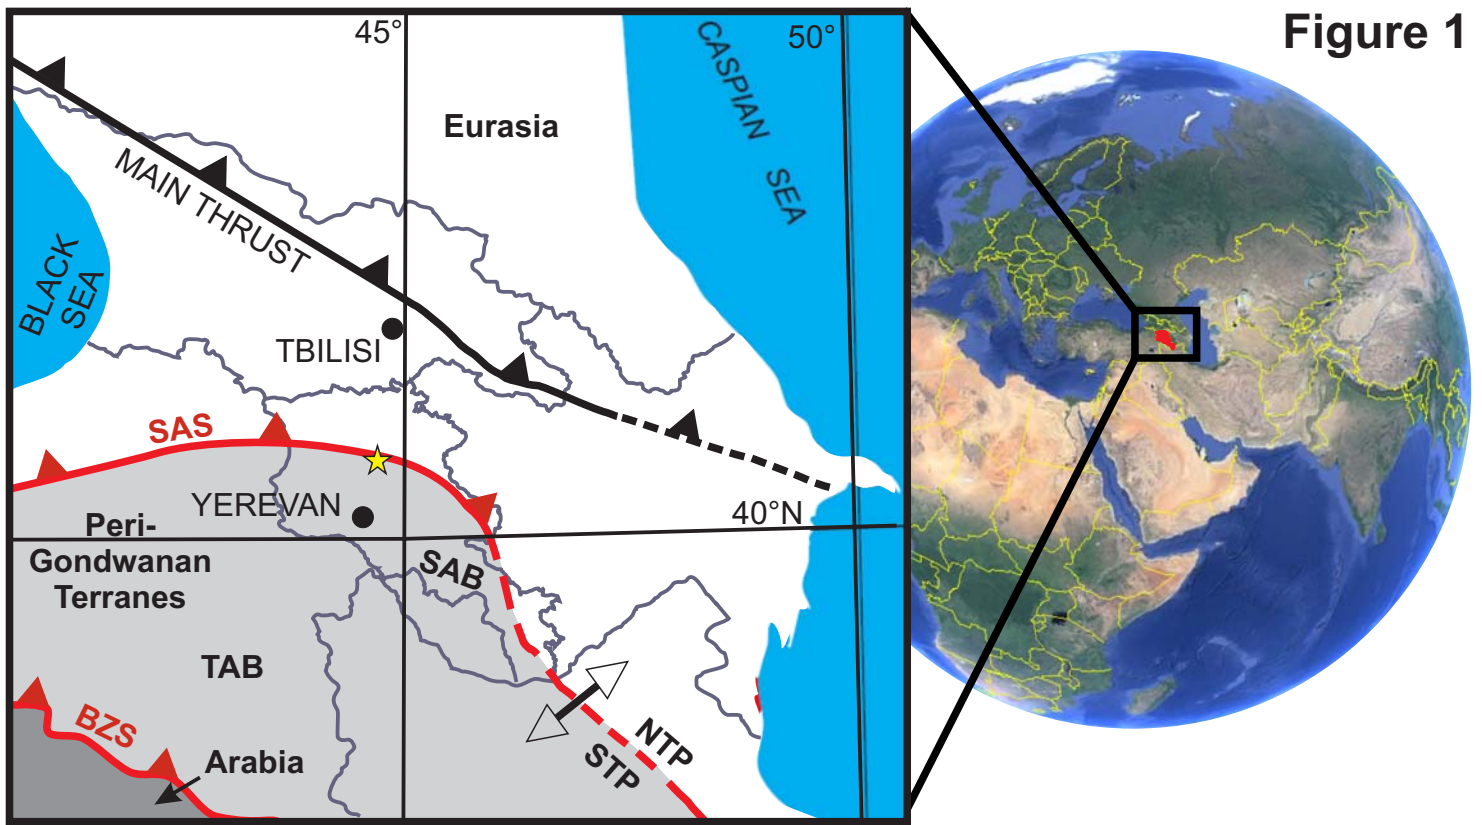 Figure 1
45°
50°
CASPIAN SEA
Eurasia
MAIN THRUST
BLACK
SEA
TBILISI
SAS
YEREVAN
40°N
Peri-
Gondwanan
Terranes
SAB
TAB
BZS
Arabia
NTP
STP